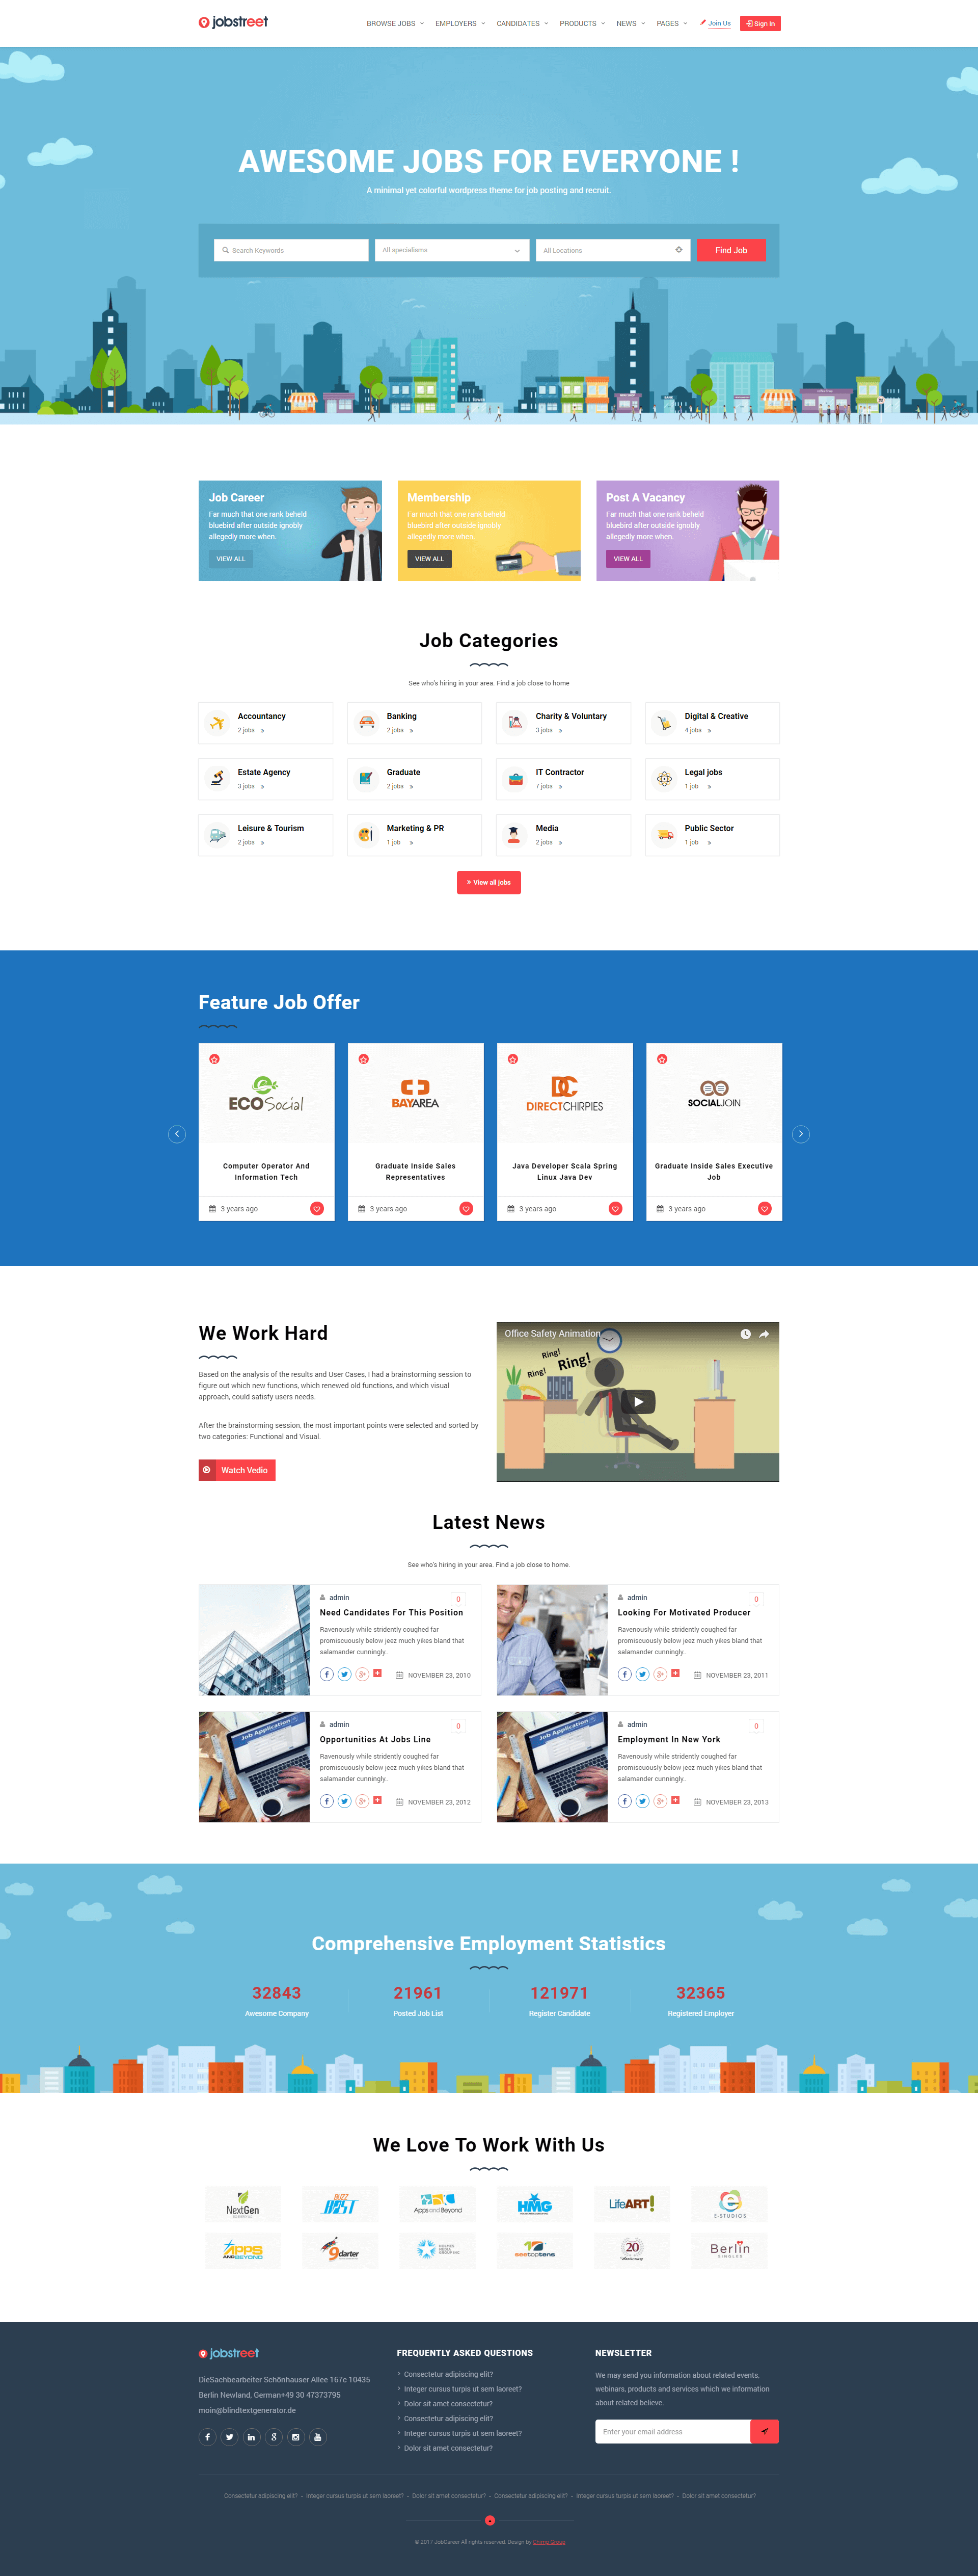 jobstreet
BROWSE JOBS EMPLOYERS CANDIDATES PRODUCTS NEWS PAGES Join Us Sign In
AWESOME JOBS FOR EVERYONE !
A minimal yet colorful wordpress theme for job posting and recruit.
Search Keywords All specialisms All Locations Find Job
Job Career
Far much that one rank beheld
bluebird after outside ignobly
allegedly more when.
VIEW ALL
Membership
Far much that one rank beheld
bluebird after outside ignobly
allegedly more when.
VIEW ALL
Post A Vacancy
Far much that one rank beheld
bluebird after outside ignobly
allegedly more when.
VIEW ALL
Job Categories
See who's hiring in your area. Find a job close to home
Accountancy
2 jobs »
Banking
2 jobs »
Charity & Voluntary
3 jobs »
Digital & Creative
4 jobs »
Estate Agency
3 jobs »
Graduate
2 jobs »
IT Contractor
7 jobs »
Legal jobs
1 job »
Leisure & Tourism
2 jobs »
Marketing & PR
1 job »
Media
2 jobs »
Public Sector
1 job »
» View all jobs
Feature Job Offer
ECOSocial
Computer Operator And
Information Tech
3 years ago
BAYAREA
Graduate Inside Sales
Representatives
3 years ago
DC
DIRECTCHIRPIES
Java Developer Scala Spring
Linux Java Dev
3 years ago
SOCIALJOIN
Graduate Inside Sales Executive
Job
3 years ago
We Work Hard
Based on the analysis of the results and User Cases, I had a brainstorming session to
figure out which new functions, which renewed old functions, and which visual
approach, could satisfy users needs.
After the brainstorming session, the most important points were selected and sorted by
two categories: Functional and Visual.
Watch Vedio
Office Safety Animation
Ring!
Ring!
Ring!
Latest News
See who's hiring in your area. Find a job close to home.
admin 0
Need Candidates For This Position
Ravenously while stridently coughed far
promiscuously below jeez much yikes bland that
salamander cunningly..
NOVEMBER 23, 2010
admin 0
Looking For Motivated Producer
Ravenously while stridently coughed far
promiscuously below jeez much yikes bland that
salamander cunningly..
NOVEMBER 23, 2011
Job Application
admin 0
Opportunities At Jobs Line
Ravenously while stridently coughed far
promiscuously below jeez much yikes bland that
salamander cunningly..
NOVEMBER 23, 2012
Job Application
admin 0
Employment In New York
Ravenously while stridently coughed far
promiscuously below jeez much yikes bland that
salamander cunningly..
NOVEMBER 23, 2013
Comprehensive Employment Statistics
32843 21961 121971 32365
Awesome Company Posted Job List Register Candidate Registered Employer
We Love To Work With Us
NextGen
BUZZ BLAST
Apps and Beyond
HMG
LifeART!
E-STUDIOS
APPS
AND BEYOND
9darter
seetoptens
20
Berlin
SINGLES
jobstreet
DieSachbearbeiter Schönhauser Allee 167c 10435
Berlin Newland, German+49 30 47373795
moin@blindtextgenerator.de
FREQUENTLY ASKED QUESTIONS
Consectetur adipiscing elit?
Integer cursus turpis ut sem laoreet?
Dolor sit amet consectetur?
Consectetur adipiscing elit?
Integer cursus turpis ut sem laoreet?
Dolor sit amet consectetur?
NEWSLETTER
We may send you information about related events,
webinars, products and services which we information
about related believe.
Enter your email address
Consectetur adipiscing elit? - Integer cursus turpis ut sem laoreet? - Dolor sit amet consectetur? - Consectetur adipiscing elit? - Integer cursus turpis ut sem laoreet? - Dolor sit amet consectetur?
© 2017 JobCareer All rights reserved. Design by Chimp Group